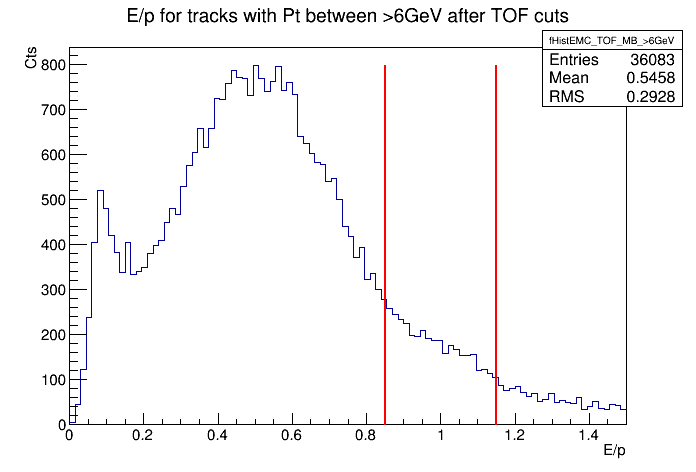 E/p for tracks with Pt between >6GeV after TOF cuts
fHistEMC_TOF_MB_>6GeV
Entries 36083
Mean 0.5458
RMS 0.2928
Cts
800
700
600
500
400
300
200
100
0
0 0.2 0.4 0.6 0.8 1 1.2 1.4
E/p